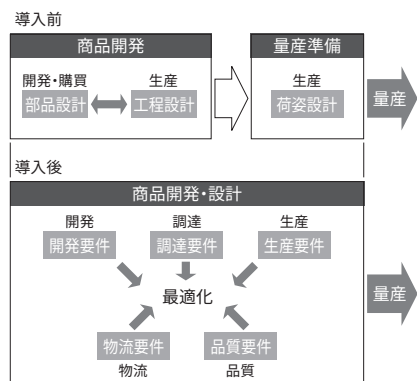 導入前
商品開発
量産準備
開発・購買
生産
生産
部品設計
工程設計
荷姿設計
量産
導入後
商品開発・設計
開発
調達
生産
開発要件
調達要件
生産要件
最適化
量産
物流要件
品質要件
物流
品質